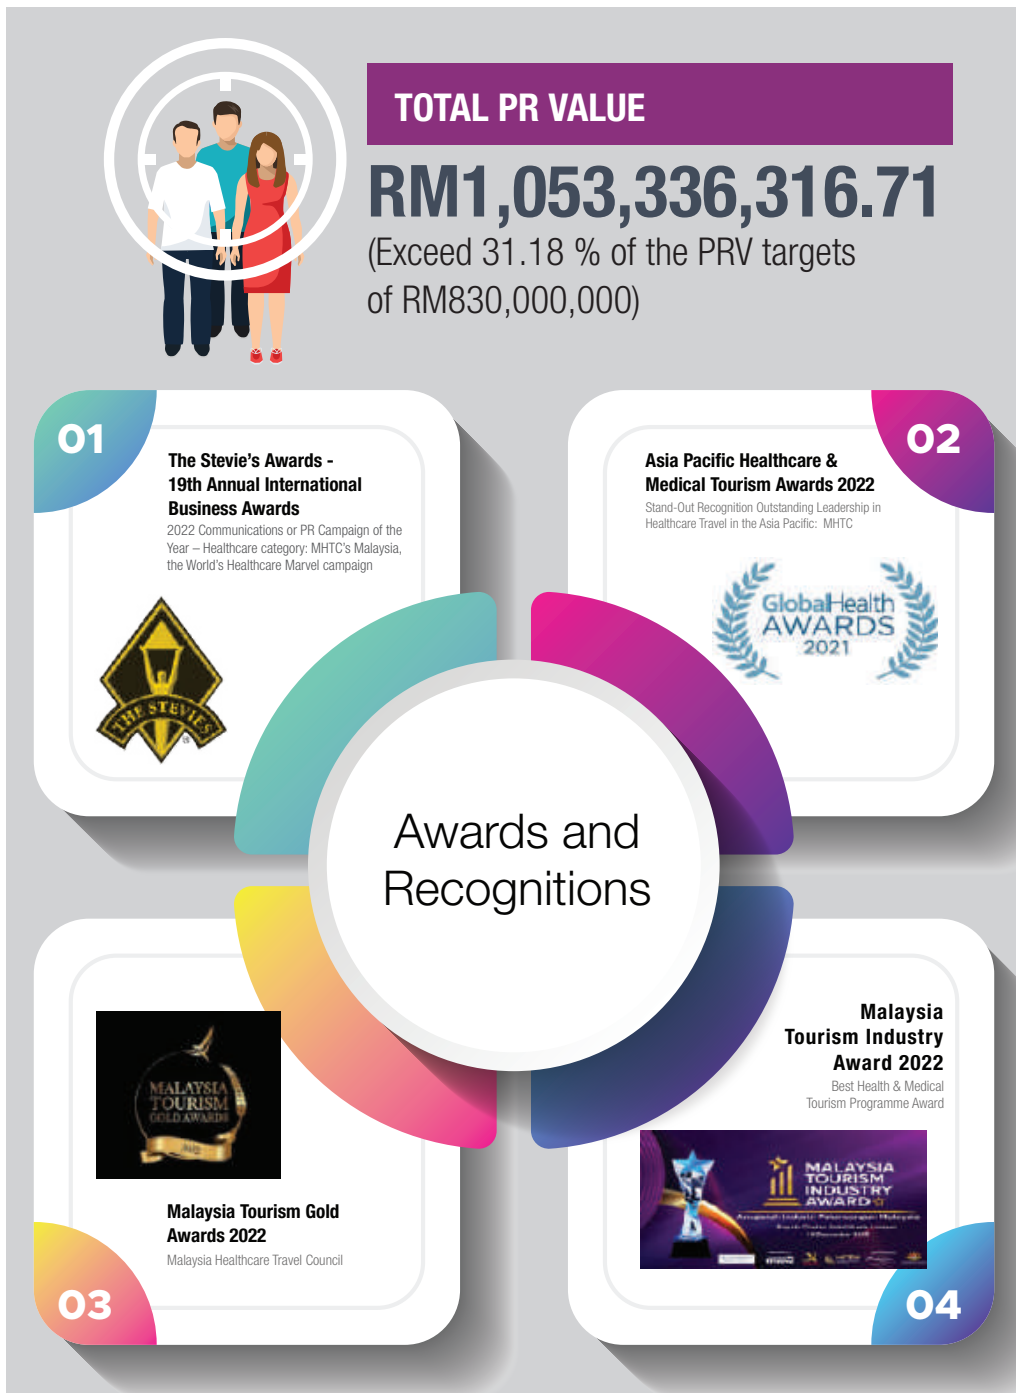 TOTAL PR VALUE
RM1,053,336,316.71
(Exceed 31.18 % of the PRV targets
of RM830,000,000)
01
The Stevie's Awards -
19th Annual International
Business Awards
2022 Communications or PR Campaign of the
Year – Healthcare category: MHTC's Malaysia,
the World's Healthcare Marvel campaign
THE STEVIES
®
02
Asia Pacific Healthcare &
Medical Tourism Awards 2022
Stand-Out Recognition Outstanding Leadership in
Healthcare Travel in the Asia Pacific: MHTC
GlobalHealth
AWARDS
2021
Awards and
Recognitions
MALAYSIA
TOURISM
GOLD AWARDS
Malaysia Tourism Gold
Awards 2022
Malaysia Healthcare Travel Council
03
Malaysia
Tourism Industry
Award 2022
Best Health & Medical
Tourism Programme Award
MALAYSIA
TOURISM
INDUSTRY
AWARD
04